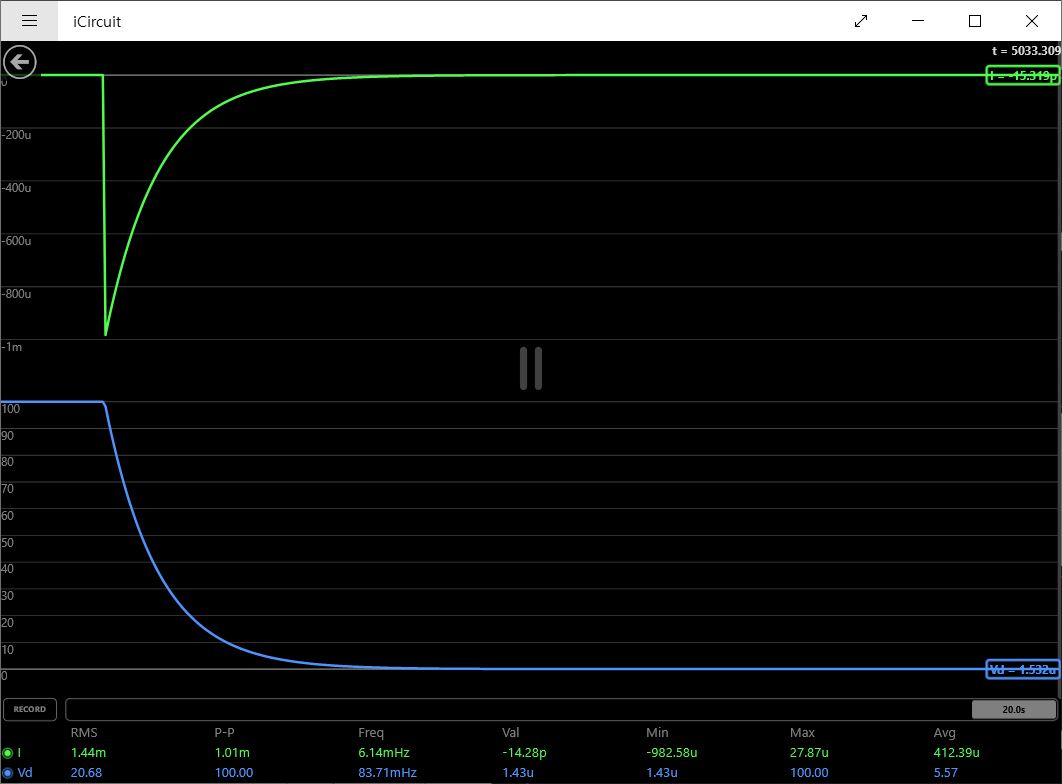 iCircuit
t = 5033.309
0
I = -15.319p
-200u
-400u
-600u
-800u
-1m
100
90
80
70
60
50
40
30
20
10
0
Vd = 1.532u
RECORD
20.0s
RMS P-P Freq Val Min Max Avg
I 1.44m 1.01m 6.14mHz -14.28p -982.58u 27.87u 412.39u
Vd 20.68 100.00 83.71mHz 1.43u 1.43u 100.00 5.57